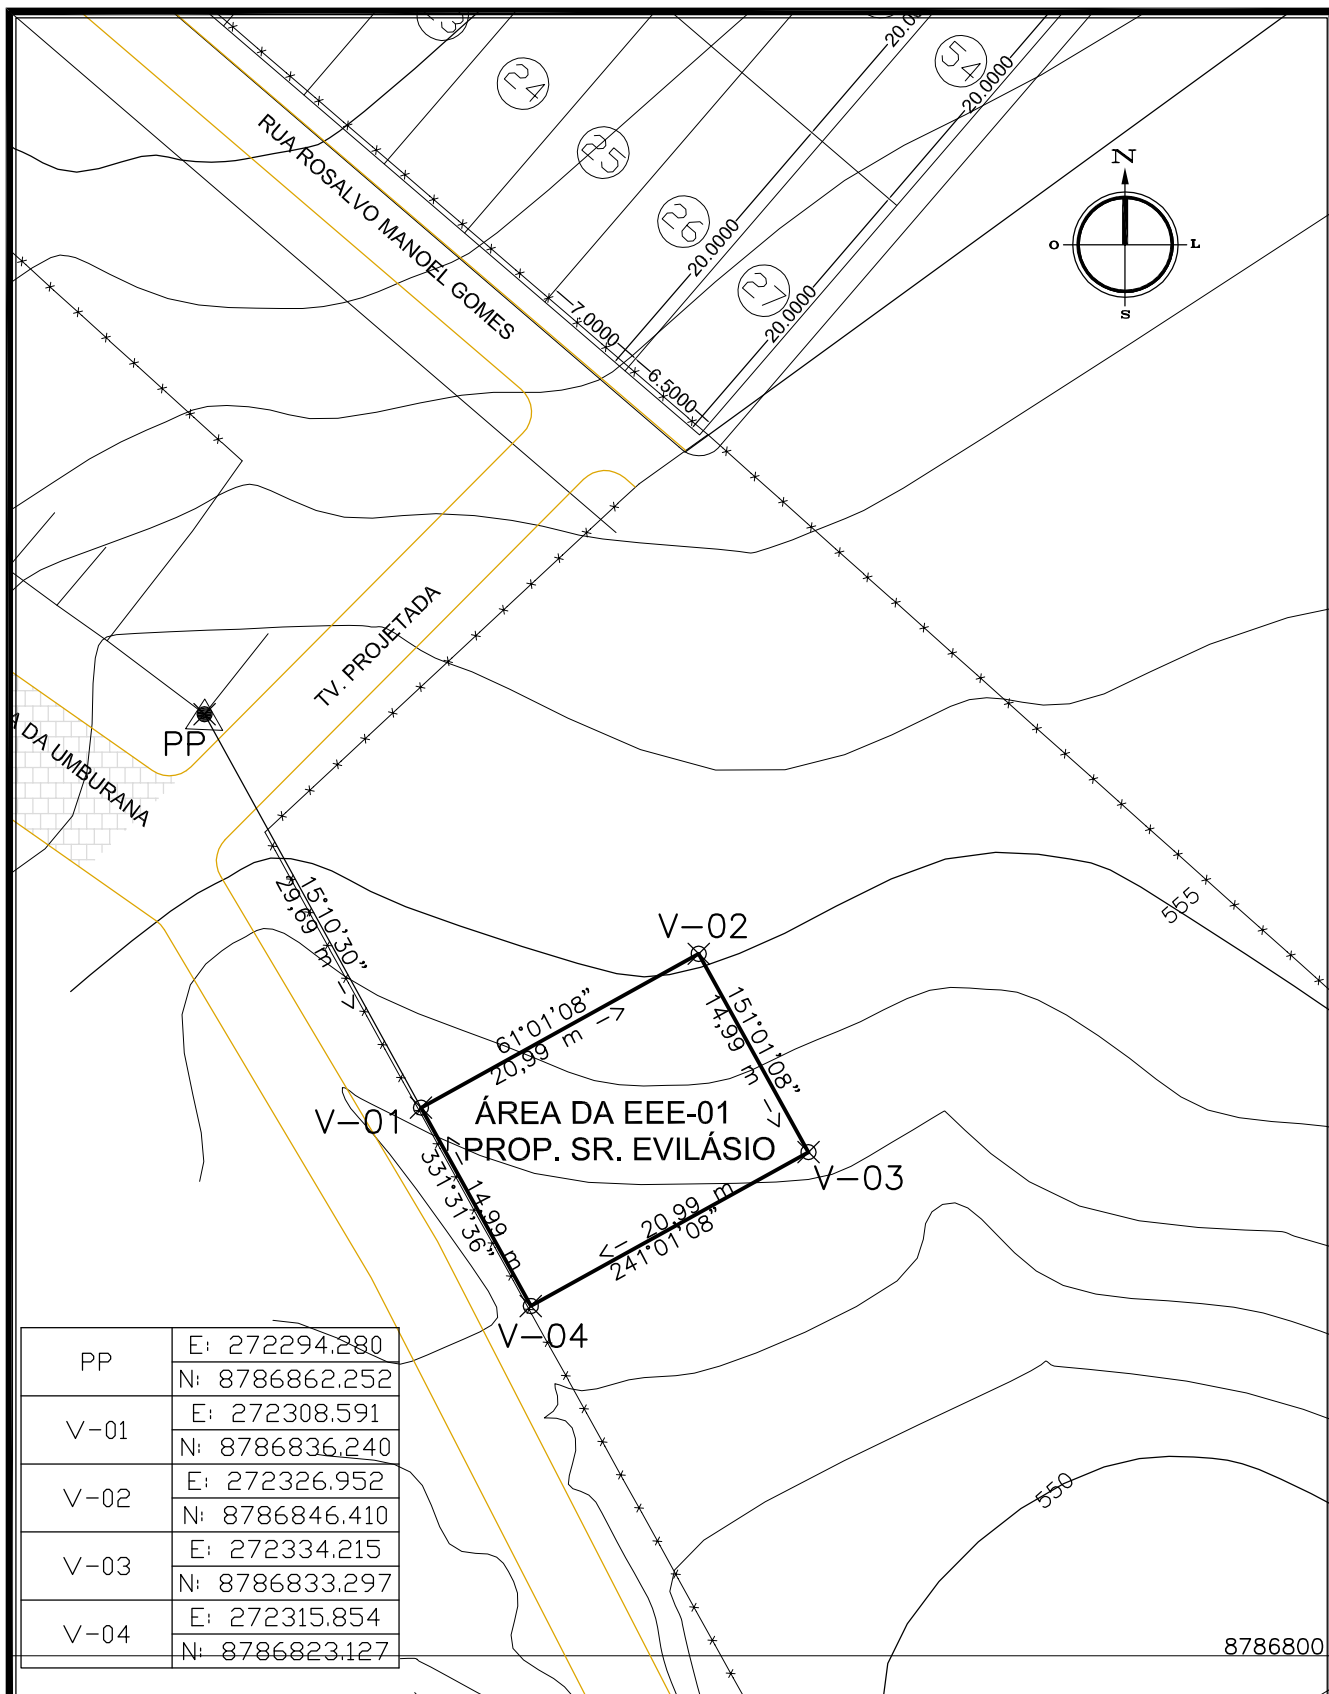 24
25
26
27
54
20.0000
20.0000
20.0000
7.0000
6.5000
RUA ROSALVO MANOEL GOMES
N
O
L
S
TV. PROJETADA
PP
DA UMBURANA
15°10'30"
29,69 m ->
V-02
61°01'08"
20,99 m ->
151°01'08"
14,99 m ->
555
V-01
ÁREA DA EEE-01
PROP. SR. EVILÁSIO
V-03
<- 14,99 m
331°31'36"
<- 20,99 m
241°01'08"
V-04
PP
E: 272294.280
N: 8786862.252
V-01
E: 272308.591
N: 8786836.240
V-02
E: 272326.952
N: 8786846.410
V-03
E: 272334.215
N: 8786833.297
V-04
E: 272315.854
N: 8786823.127
550
8786800